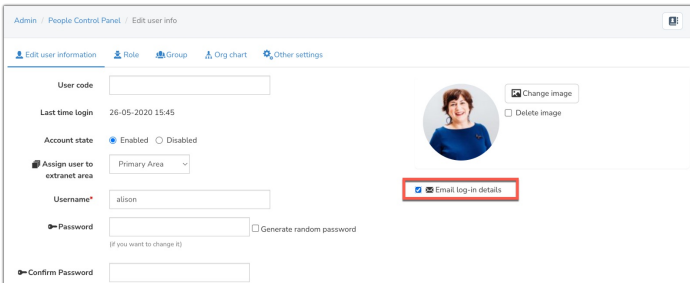 Admin / People Control Panel / Edit user info
Edit user information Role Group Org chart Other settings
User code
Change image
Delete image
Last time login 26-05-2020 15:45
Account state Enabled Disabled
Assign user to extranet area Primary Area
Email log-in details
Username* alison
Password Generate random password
(if you want to change it)
Confirm Password